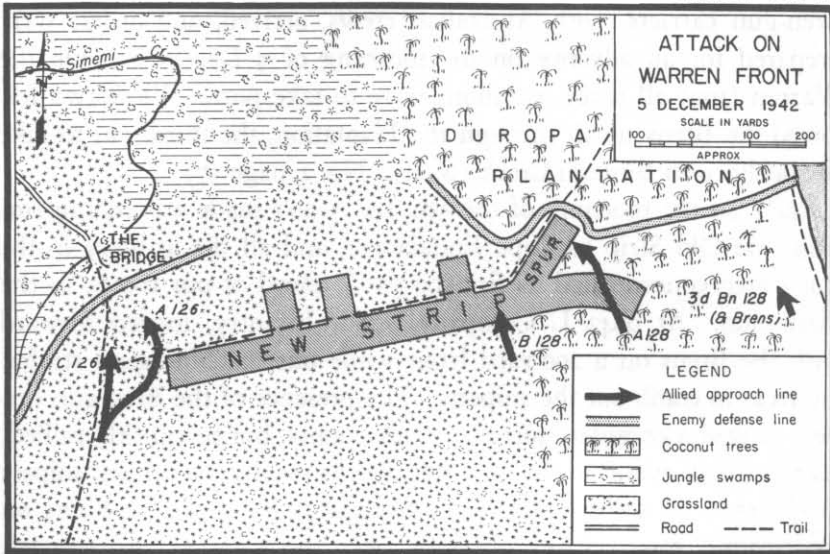 ATTACK ON
WARREN FRONT
5 DECEMBER 1942
SCALE IN YARDS
100 0 100 200
APPROX
Simemi Cr
DUROPA
PLANTATION
THE
BRIDGE
A 126
C 126
NEW STRIP
SPUR
B 128
A 128
3d Bn 128
(& Brens)
LEGEND
Allied approach line
Enemy defense line
Coconut trees
Jungle swamps
Grassland
Road Trail